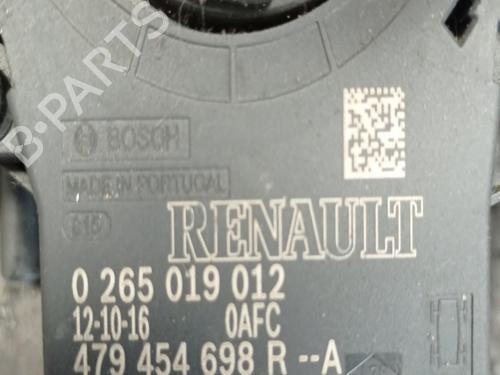 BOSCH
MADE IN PORTUGAL
RENAULT
0 265 019 012
12-10-16 0AFC
479 454 698 R --A
B-PARTS